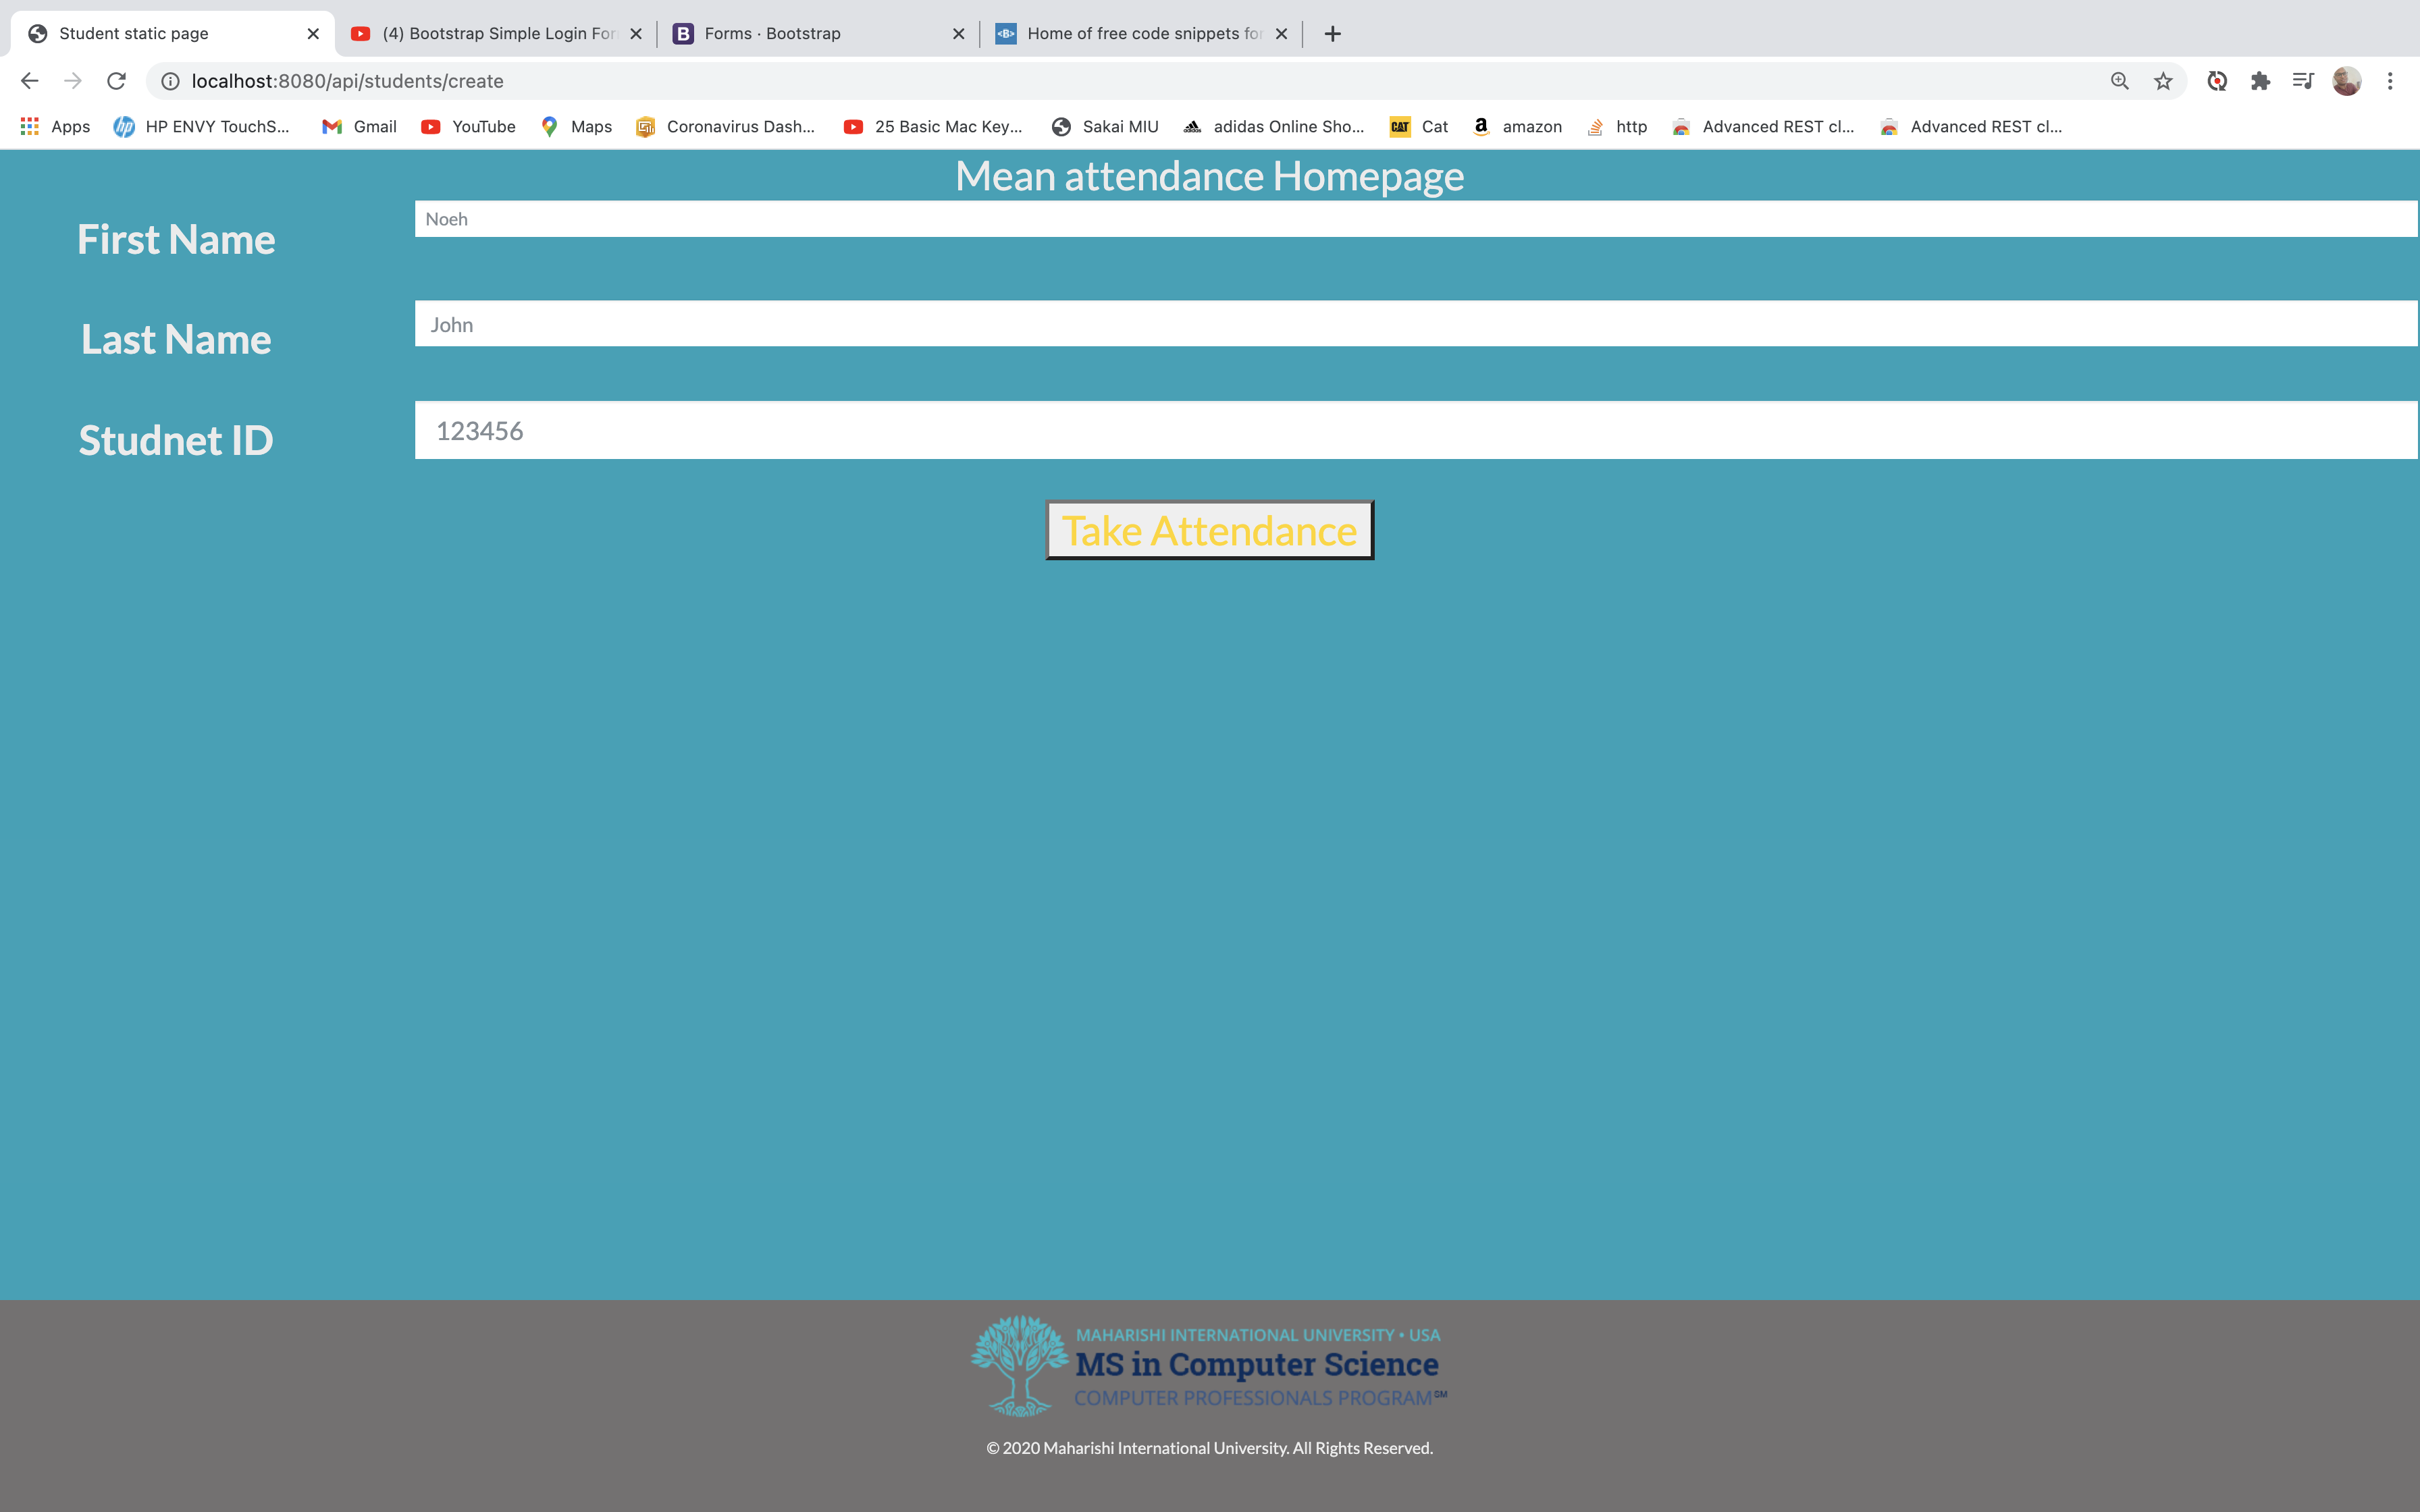 Student static page
(4) Bootstrap Simple Login For
Forms · Bootstrap
Home of free code snippets for
localhost:8080/api/students/create
Apps
HP ENVY TouchS...
Gmail
YouTube
Maps
Coronavirus Dash...
25 Basic Mac Key...
Sakai MIU
adidas Online Sho...
CAT Cat
amazon
http
Advanced REST cl...
Advanced REST cl...
Mean attendance Homepage
First Name
Noeh
Last Name
John
Studnet ID
123456
Take Attendance
MAHARISHI INTERNATIONAL UNIVERSITY • USA
MS in Computer Science
COMPUTER PROFESSIONALS PROGRAM℠
© 2020 Maharishi International University. All Rights Reserved.